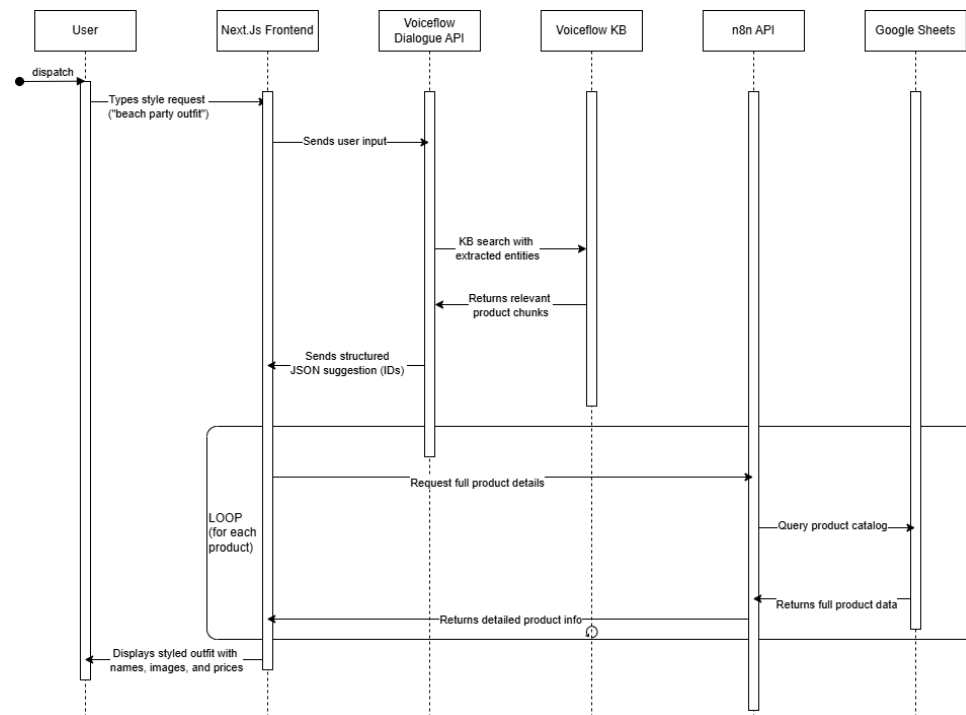 User
Next.Js Frontend
Voiceflow
Dialogue API
Voiceflow KB
n8n API
Google Sheets
dispatch
Types style request
("beach party outfit")
Sends user input
KB search with
extracted entities
Returns relevant
product chunks
Sends structured
JSON suggestion (IDs)
Request full product details
LOOP
(for each
product)
Query product catalog
Returns full product data
Returns detailed product info
Displays styled outfit with
names, images, and prices